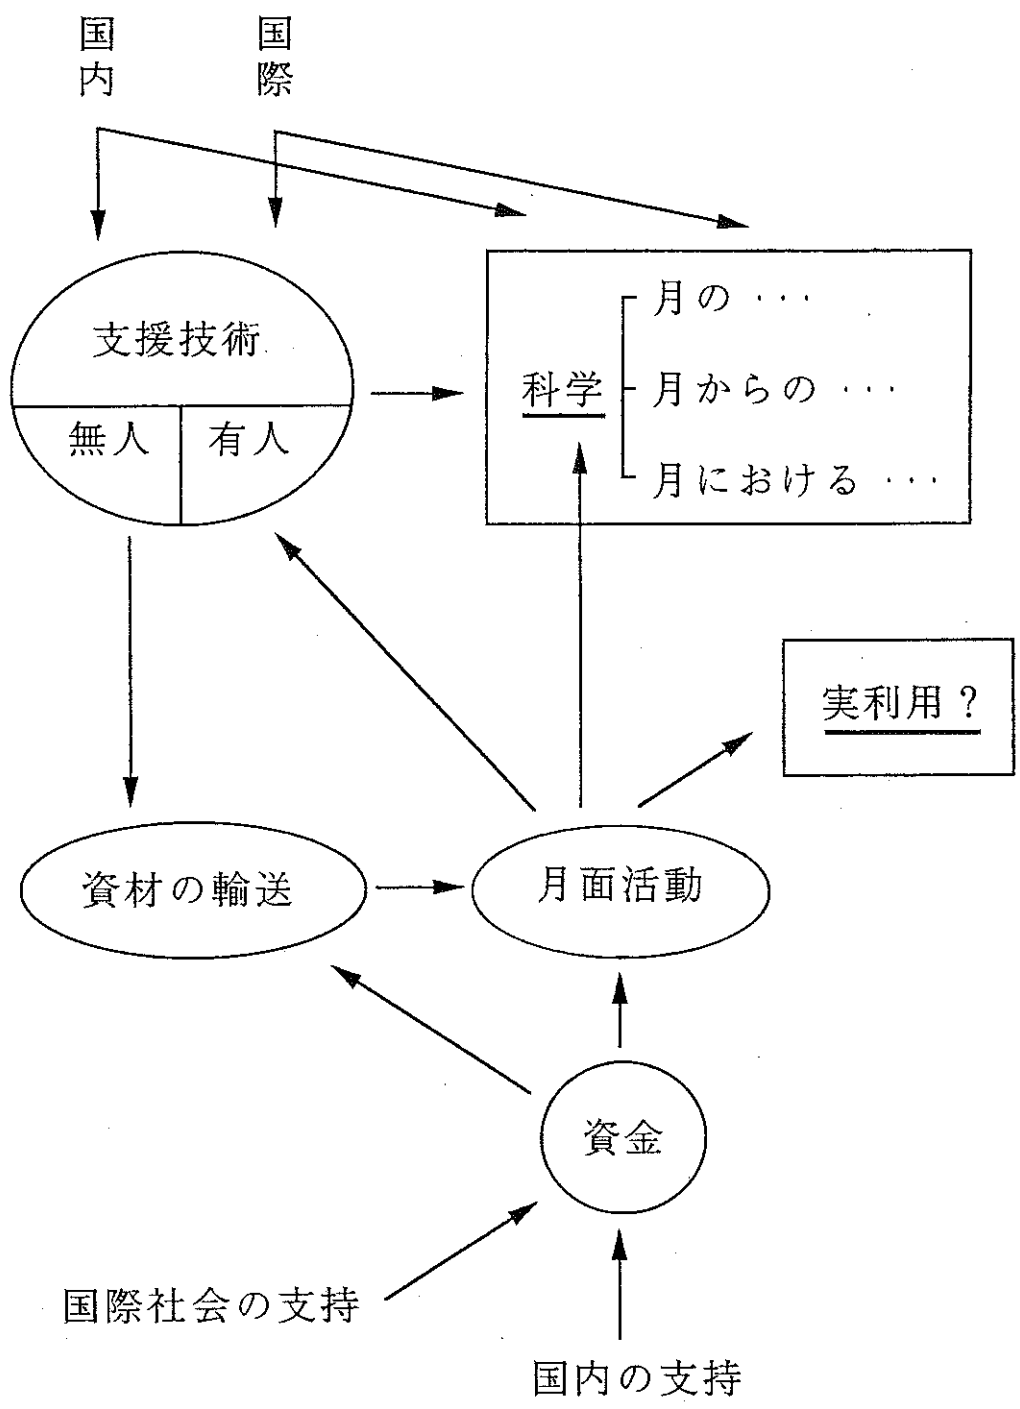 国内
国際
支援技術
無人
有人
科学
月の・・・
月からの・・・
月における・・・
実利用?
資材の輸送
月面活動
資金
国際社会の支持
国内の支持